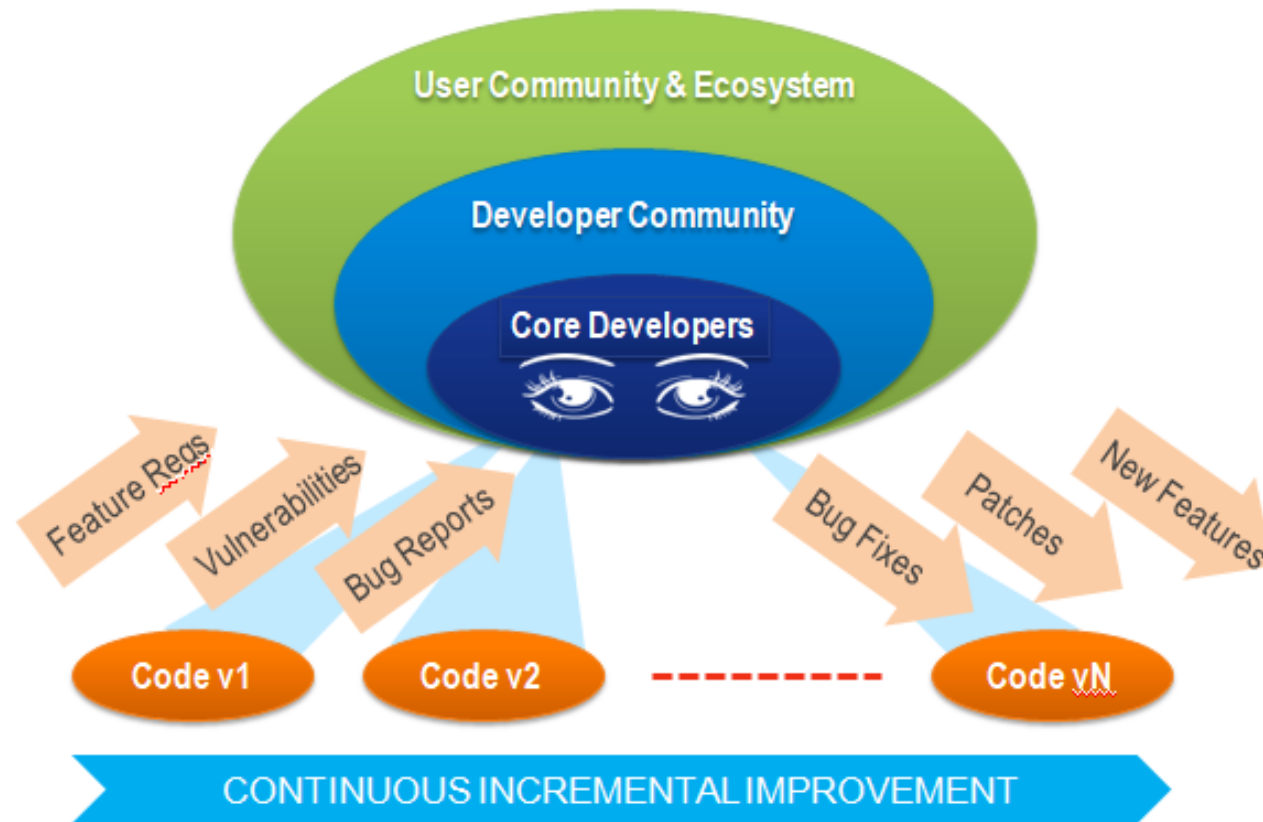 User Community & Ecosystem
Developer Community
Core Developers
Feature Reqs
Vulnerabilities
Bug Reports
Bug Fixes
Patches
New Features
Code v1
Code v2
Code vN
CONTINUOUS INCREMENTAL IMPROVEMENT